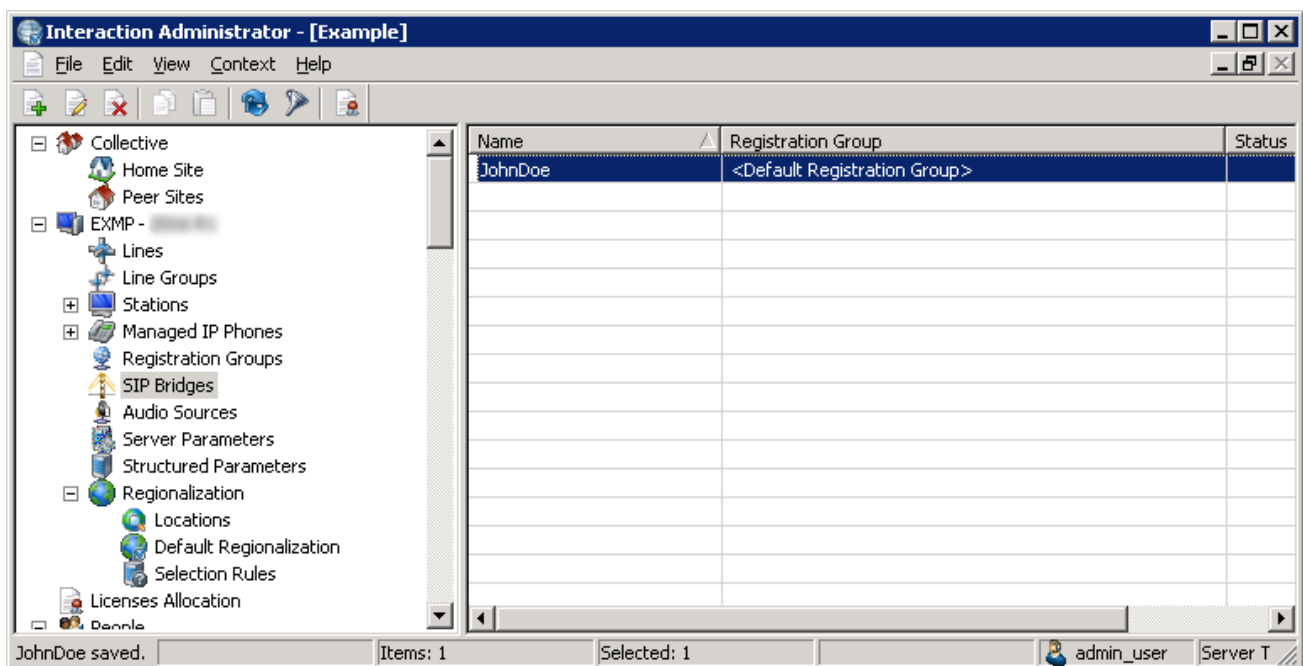 Interaction Administrator - [Example]
File Edit View Context Help
Collective
Home Site
Peer Sites
EXMP -
Lines
Line Groups
Stations
Managed IP Phones
Registration Groups
SIP Bridges
Audio Sources
Server Parameters
Structured Parameters
Regionalization
Locations
Default Regionalization
Selection Rules
Licenses Allocation
People
Name Registration Group Status
JohnDoe <Default Registration Group>
JohnDoe saved. Items: 1 Selected: 1 admin_user Server T